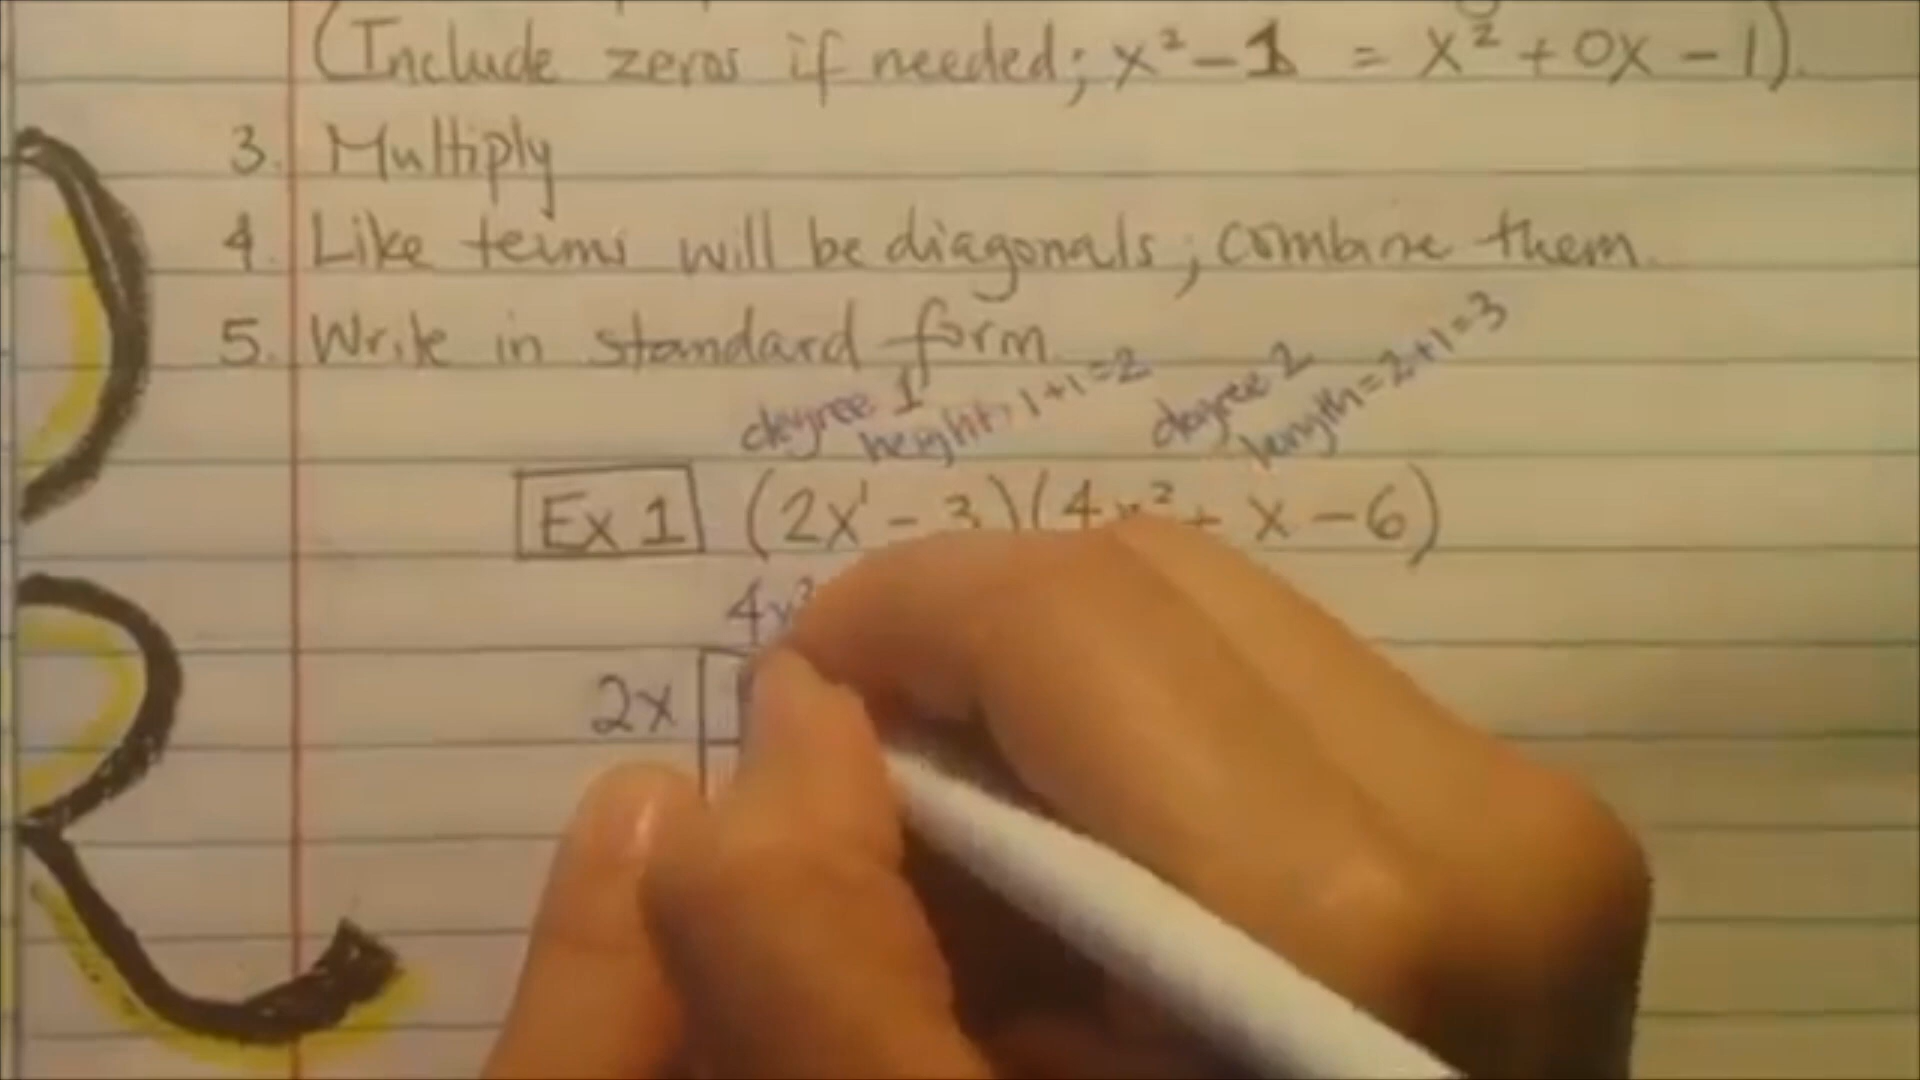 (Include zeros if needed; x² - 1 = x² + 0x - 1).
3. Multiply
4. Like terms will be diagonals; combine them.
5. Write in standard form
degree 1 degree 2
height = 1+1=2 length = 2+1=3
Ex 1 (2x¹ - 3)(4x² + x - 6)
4x²
2x